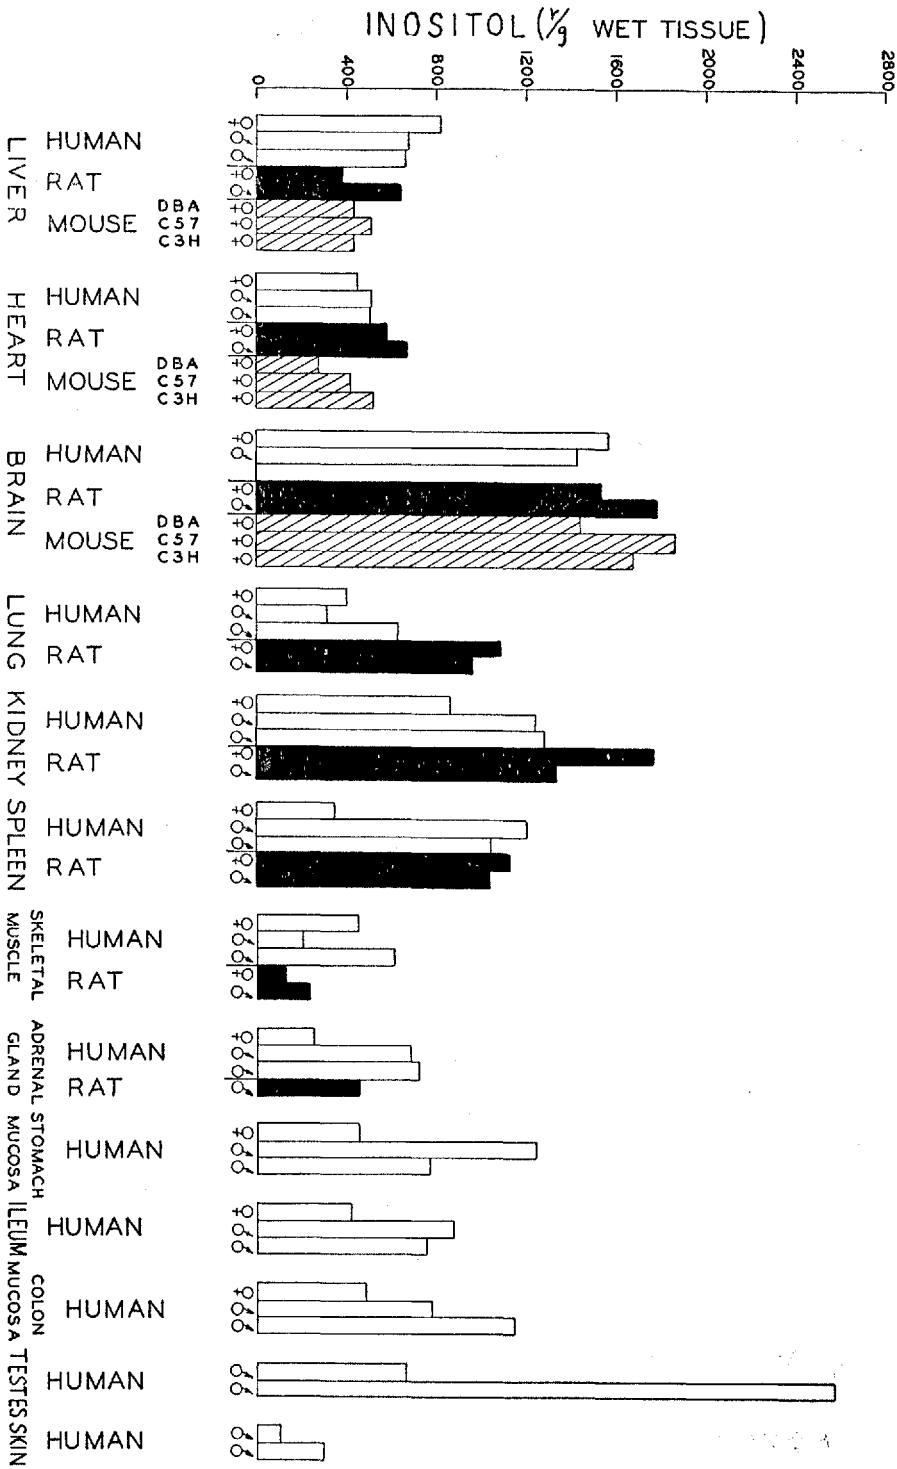 INOSITOL (γ/g WET TISSUE)
0 400 800 1200 1600 2000 2400 2800
LIVER
HUMAN ♀ ♂ ♂
RAT ♀ ♂
MOUSE DBA ♀
C57 ♀
C3H ♀
HEART
HUMAN ♀ ♂ ♂
RAT ♀ ♂
MOUSE DBA ♀
C57 ♀
C3H ♀
BRAIN
HUMAN ♀ ♂
RAT ♀ ♂
MOUSE DBA ♀
C57 ♀
C3H ♀
LUNG
HUMAN ♀ ♂ ♂
RAT ♀ ♂
KIDNEY
HUMAN ♀ ♂ ♂
RAT ♀ ♂
SPLEEN
HUMAN ♀ ♂ ♂
RAT ♀ ♂
SKELETAL
MUSCLE
HUMAN ♀ ♂ ♂
RAT ♀ ♂
ADRENAL
GLAND
HUMAN ♀ ♂ ♂
RAT ♂
STOMACH
MUCOSA
HUMAN ♀ ♂ ♂
ILEUM
MUCOSA
HUMAN ♀ ♂ ♂
COLON
MUCOSA
HUMAN ♀ ♂ ♂
TESTES
HUMAN ♂ ♂
SKIN
HUMAN ♂ ♂